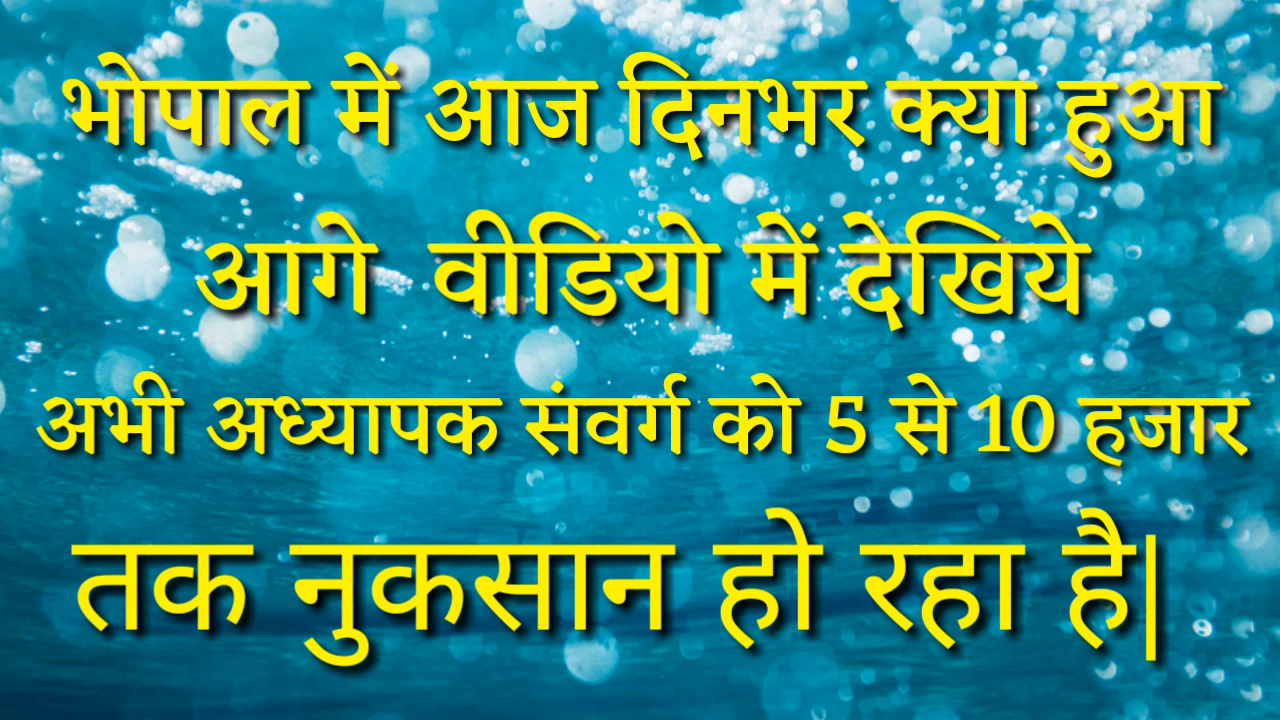 भोपाल में आज दिनभर क्या हुआ
आगे वीडियो में देखिये
अभी अध्यापक संवर्ग को 5 से 10 हजार
तक नुकसान हो रहा है|